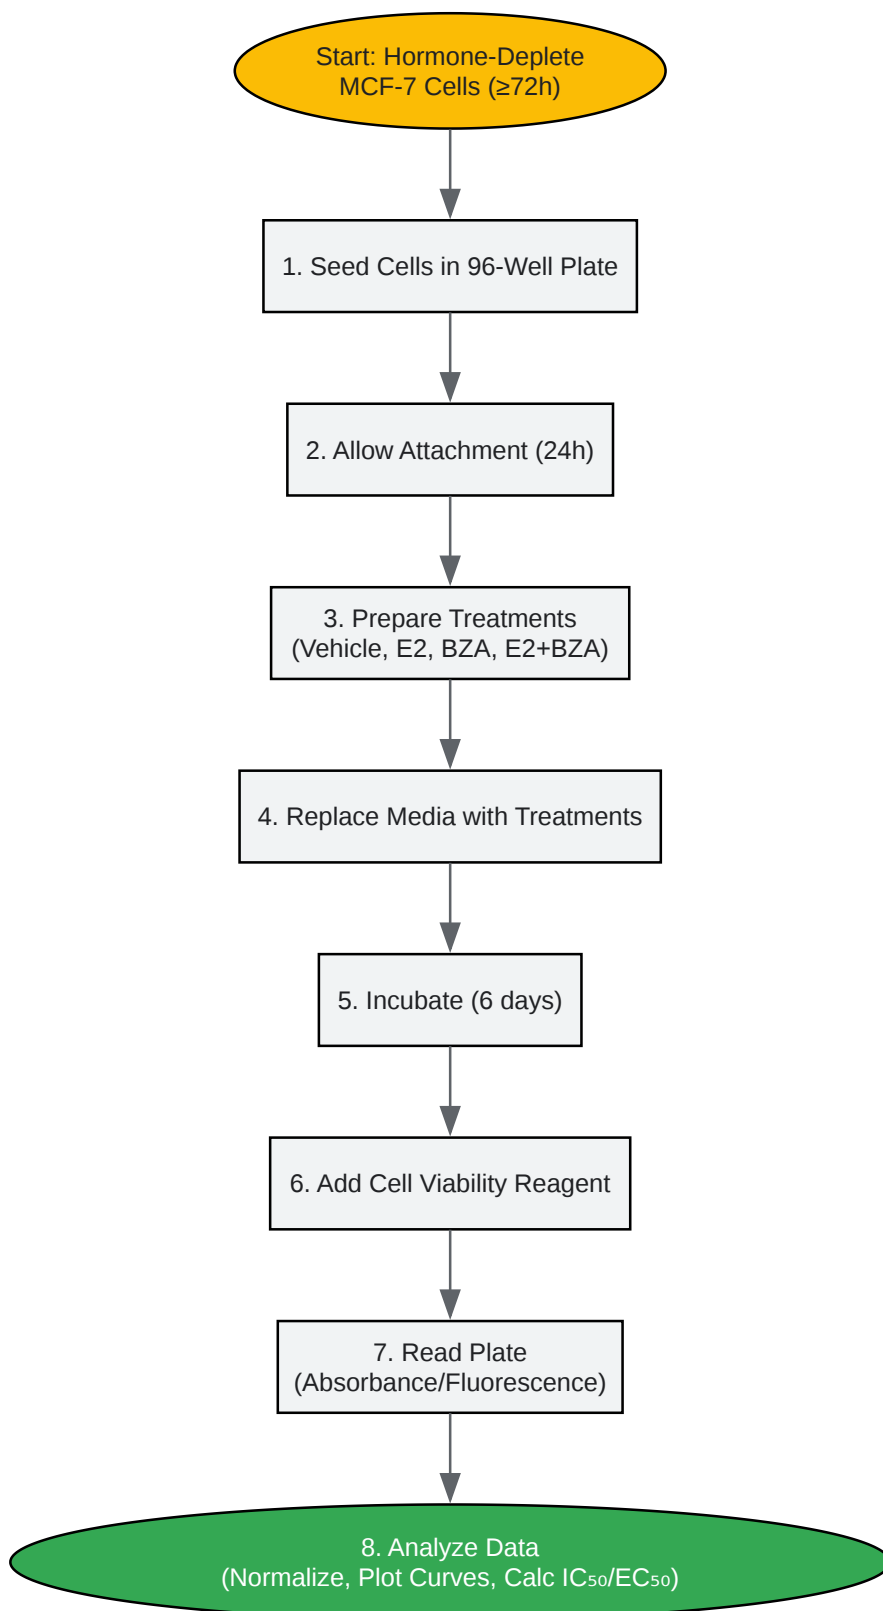 Start: Hormone-Deplete
MCF-7 Cells (≥72h)
1. Seed Cells in 96-Well Plate
2. Allow Attachment (24h)
3. Prepare Treatments
(Vehicle, E2, BZA, E2+BZA)
4. Replace Media with Treatments
5. Incubate (6 days)
6. Add Cell Viability Reagent
7. Read Plate
(Absorbance/Fluorescence)
8. Analyze Data
(Normalize, Plot Curves, Calc IC₅₀/EC₅₀)